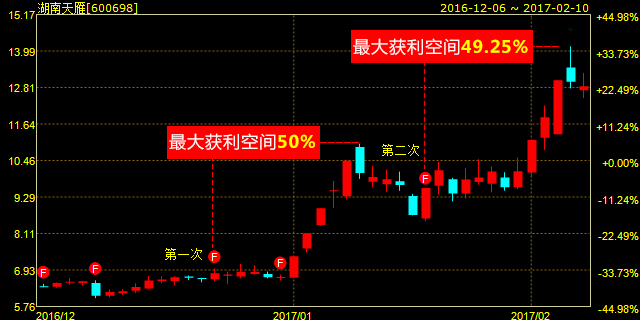 湖南天雁[600698]
2016-12-06 ~ 2017-02-10
15.17
+44.98%
最大获利空间49.25%
13.99
+33.73%
12.81
+22.49%
11.64
+11.24%
最大获利空间50%
第二次
10.46
+0.00%
F
9.29
-11.24%
8.11
-22.49%
第一次
F
F
F
F
6.93
-33.73%
5.76
-44.98%
2016/12
2017/01
2017/02